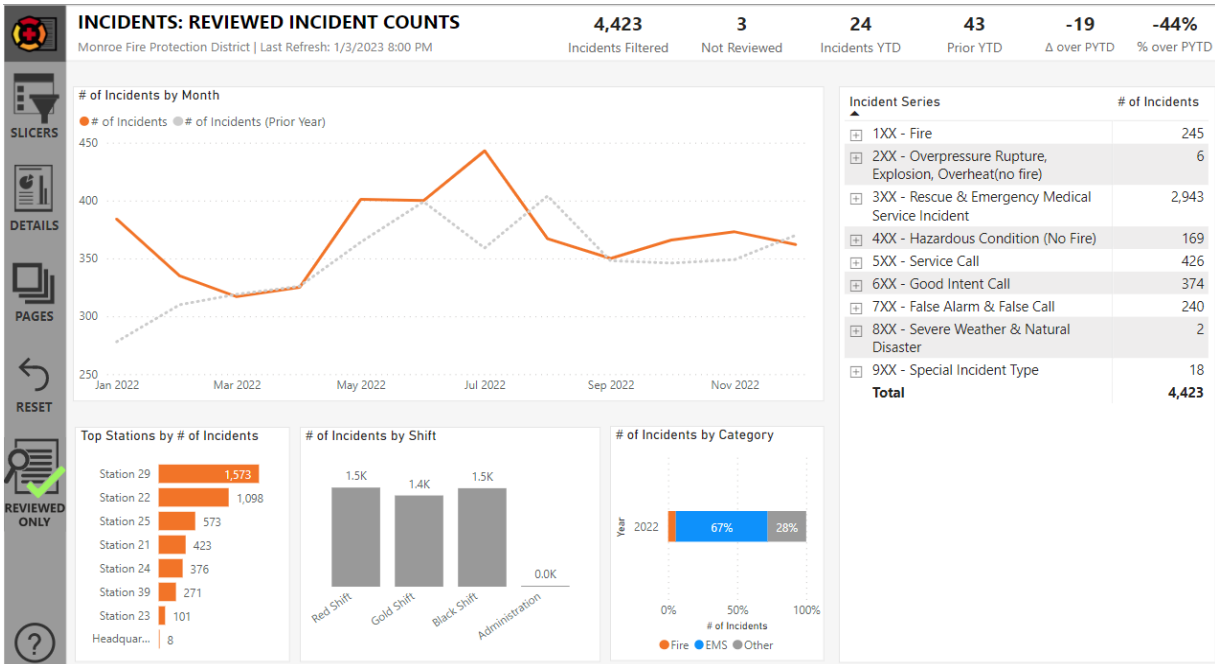 INCIDENTS: REVIEWED INCIDENT COUNTS
Monroe Fire Protection District | Last Refresh: 1/3/2023 8:00 PM
4,423
Incidents Filtered
3
Not Reviewed
24
Incidents YTD
43
Prior YTD
-19
Δ over PYTD
-44%
% over PYTD
SLICERS
DETAILS
PAGES
RESET
REVIEWED
ONLY
?
# of Incidents by Month
# of Incidents # of Incidents (Prior Year)
450
400
350
300
250
Jan 2022 Mar 2022 May 2022 Jul 2022 Sep 2022 Nov 2022
Incident Series # of Incidents
1XX - Fire 245
2XX - Overpressure Rupture, 6
Explosion, Overheat(no fire)
3XX - Rescue & Emergency Medical 2,943
Service Incident
4XX - Hazardous Condition (No Fire) 169
5XX - Service Call 426
6XX - Good Intent Call 374
7XX - False Alarm & False Call 240
8XX - Severe Weather & Natural 2
Disaster
9XX - Special Incident Type 18
Total 4,423
Top Stations by # of Incidents
Station 29 1,573
Station 22 1,098
Station 25 573
Station 21 423
Station 24 376
Station 39 271
Station 23 101
Headquar... 8
# of Incidents by Shift
1.5K 1.4K 1.5K 0.0K
Red Shift Gold Shift Black Shift Administration
# of Incidents by Category
Year
2022 67% 28%
0% 50% 100%
# of Incidents
Fire EMS Other